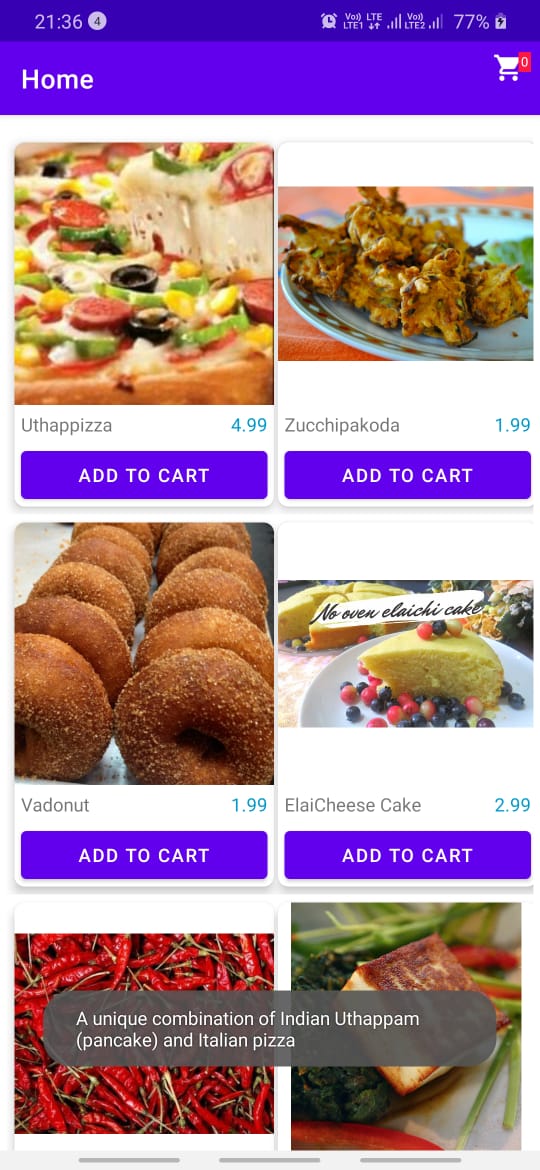 21:36 4 Vo)) LTE1 LTE Vo)) LTE2 77%
Home
0
Uthappizza 4.99
Zucchipakoda 1.99
ADD TO CART
ADD TO CART
No oven elaichi cake
Vadonut 1.99
ElaiCheese Cake 2.99
ADD TO CART
ADD TO CART
A unique combination of Indian Uthappam
(pancake) and Italian pizza